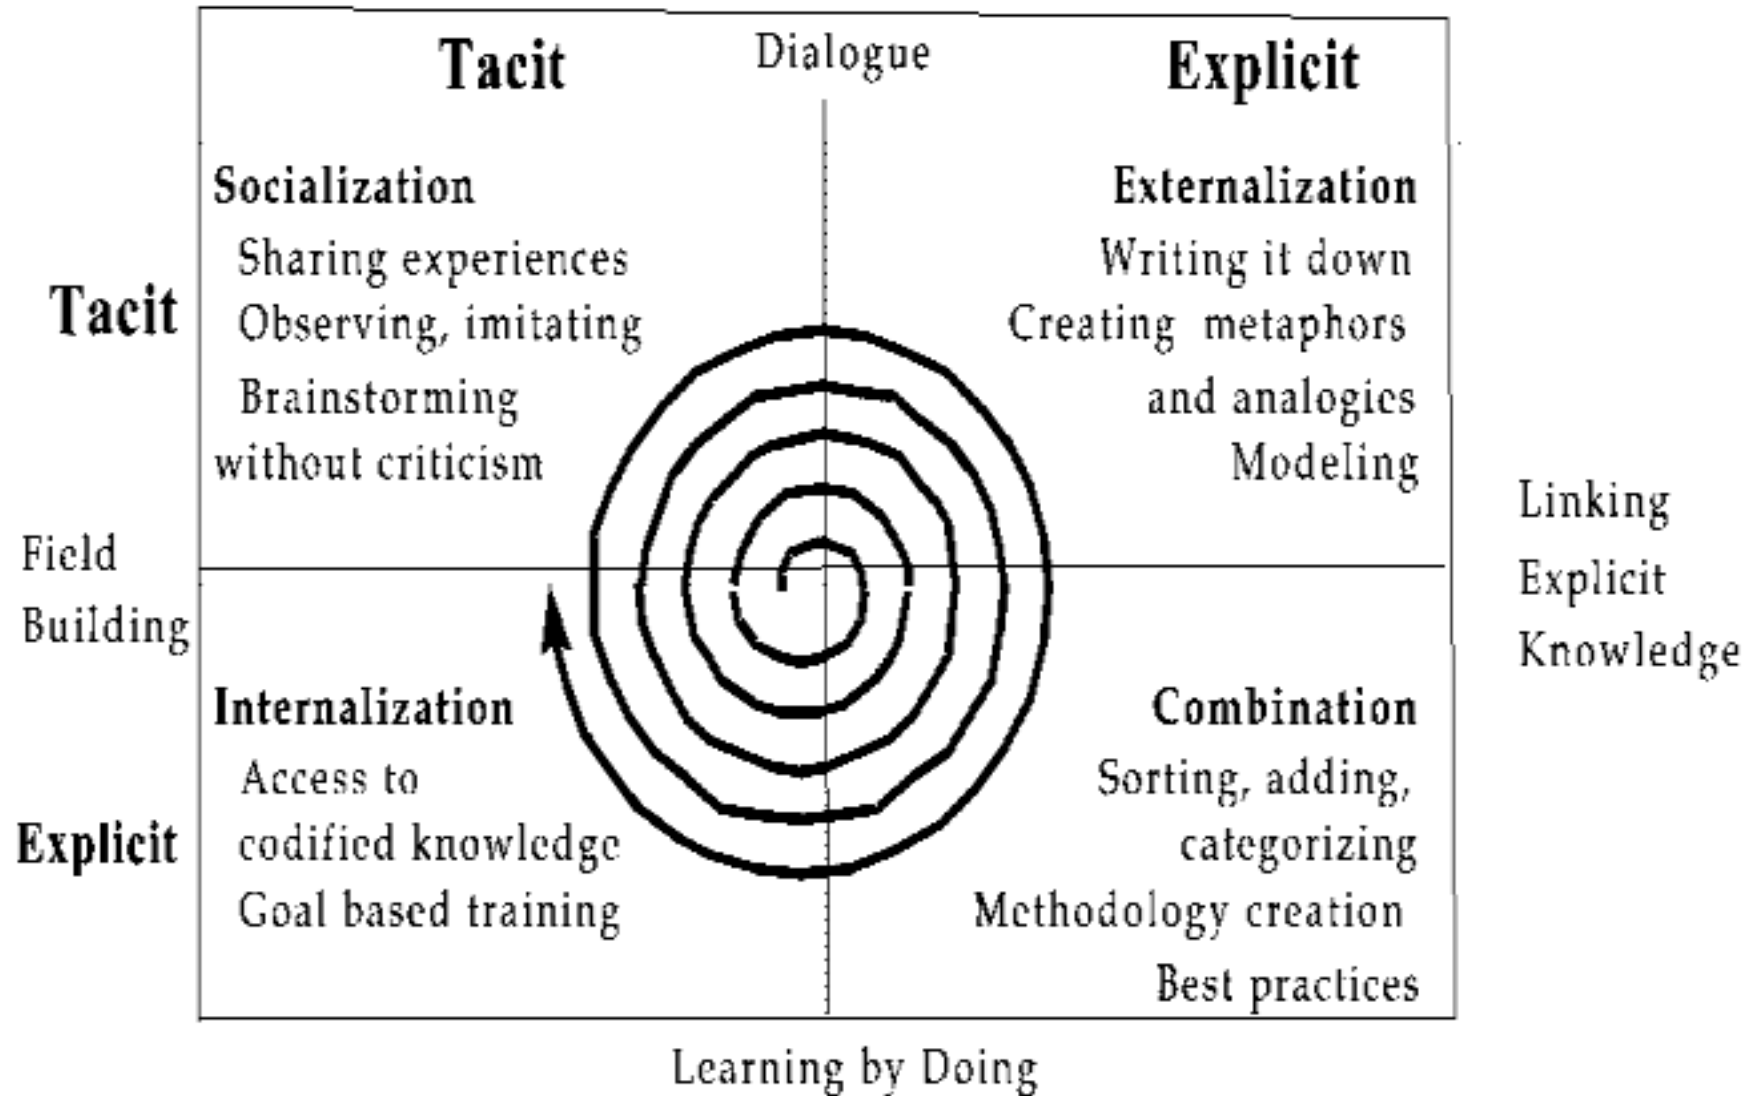 Tacit
Dialogue
Explicit
Socialization
Sharing experiences
Observing, imitating
Brainstorming
without criticism
Externalization
Writing it down
Creating metaphors
and analogies
Modeling
Tacit
Field
Building
Linking
Explicit
Knowledge
Internalization
Access to
codified knowledge
Goal based training
Explicit
Combination
Sorting, adding,
categorizing
Methodology creation
Best practices
Learning by Doing